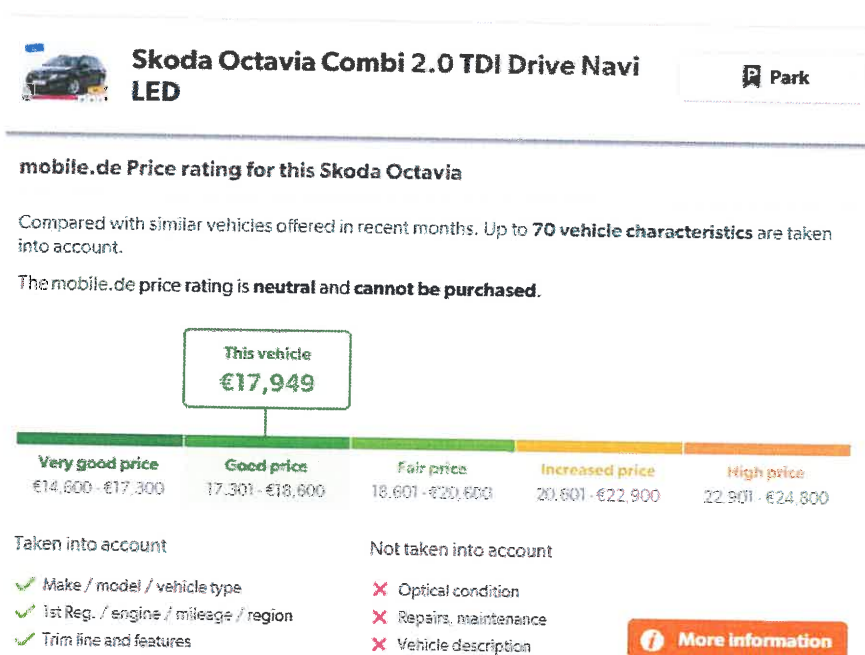 Skoda Octavia Combi 2.0 TDI Drive Navi
LED
Park
mobile.de Price rating for this Skoda Octavia
Compared with similar vehicles offered in recent months. Up to 70 vehicle characteristics are taken
into account.
The mobile.de price rating is neutral and cannot be purchased.
This vehicle
€17,949
Very good price
€14,600 - €17,300
Good price
17,301 - €18,600
Fair price
18,601 - €20,600
Increased price
20,601 - €22,900
High price
22,901 - €24,800
Taken into account
Make / model / vehicle type
1st Reg. / engine / mileage / region
Trim line and features
Not taken into account
Optical condition
Repairs, maintenance
Vehicle description
More information